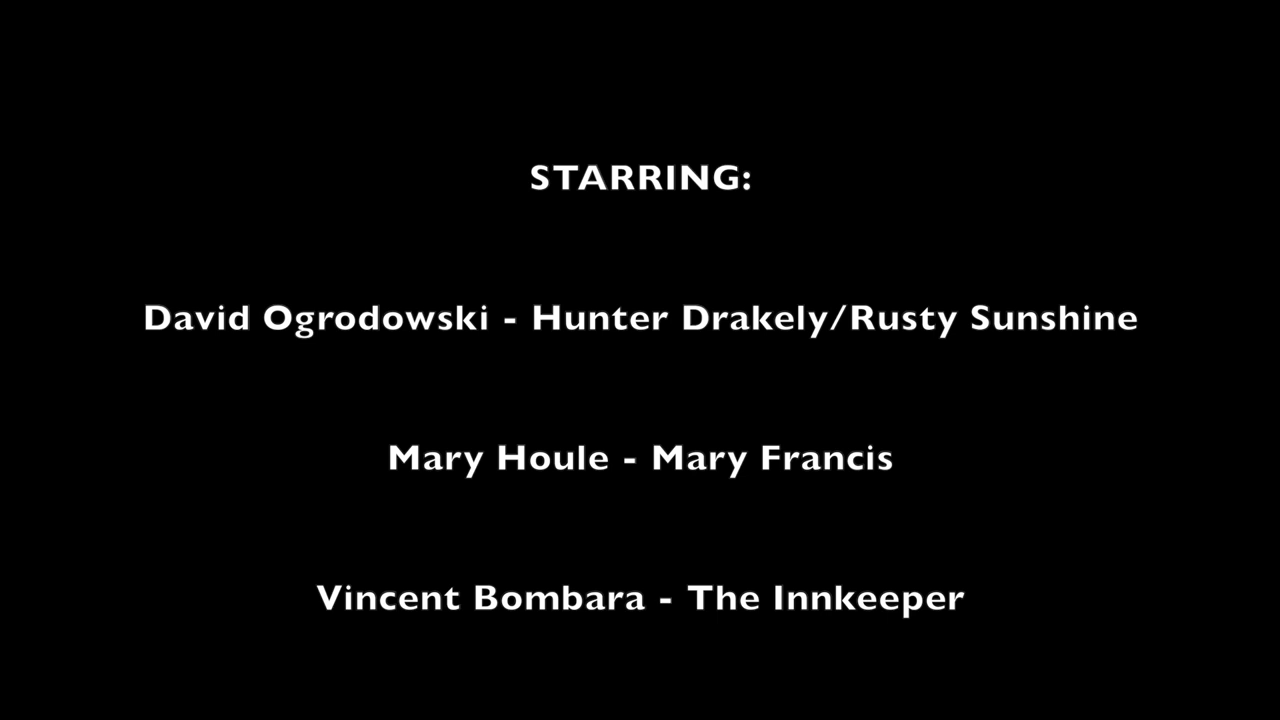 STARRING:
David Ogrodowski - Hunter Drakely/Rusty Sunshine
Mary Houle - Mary Francis
Vincent Bombara - The Innkeeper